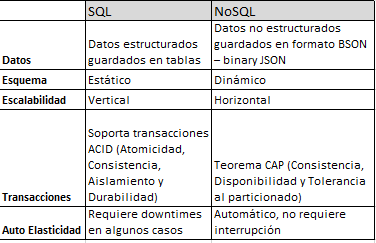 SQL NoSQL
Datos
Datos estructurados
guardados en tablas
Datos no estructurados
guardados en formato BSON
– binary JSON
Esquema Estático Dinámico
Escalabilidad Vertical Horizontal
Transacciones
Soporta transacciones
ACID (Atomicidad,
Consistencia,
Aislamiento y
Durabilidad)
Teorema CAP (Consistencia,
Disponibilidad y Tolerancia
al particionado)
Auto Elasticidad
Requiere downtimes
en algunos casos
Automático, no requiere
interrupción